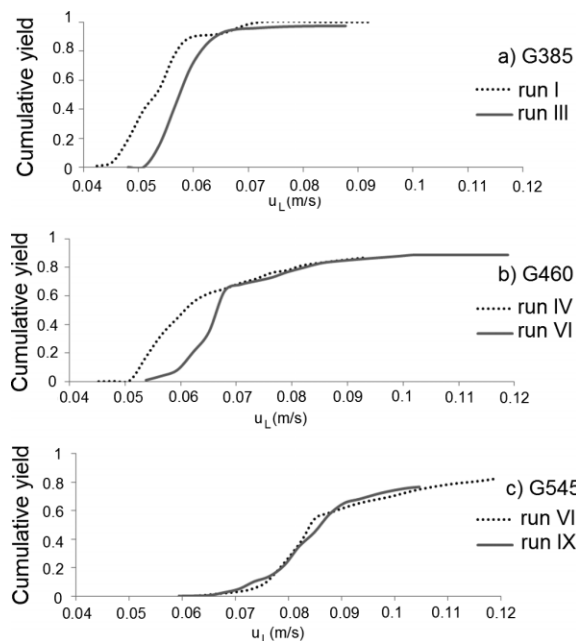 1
0.8
0.6
0.4
0.2
0
Cumulative yield
a) G385
run I
run III
0.04 0.05 0.06 0.07 0.08 0.09 0.1 0.11 0.12
uL(m/s)
1
0.8
0.6
0.4
0.2
0
Cumulative yield
b) G460
run IV
run VI
0.04 0.05 0.06 0.07 0.08 0.09 0.1 0.11 0.12
uL(m/s)
1
0.8
0.6
0.4
0.2
0
Cumulative yield
c) G545
run VI
run IX
0.04 0.05 0.06 0.07 0.08 0.09 0.1 0.11 0.12
uL(m/s)